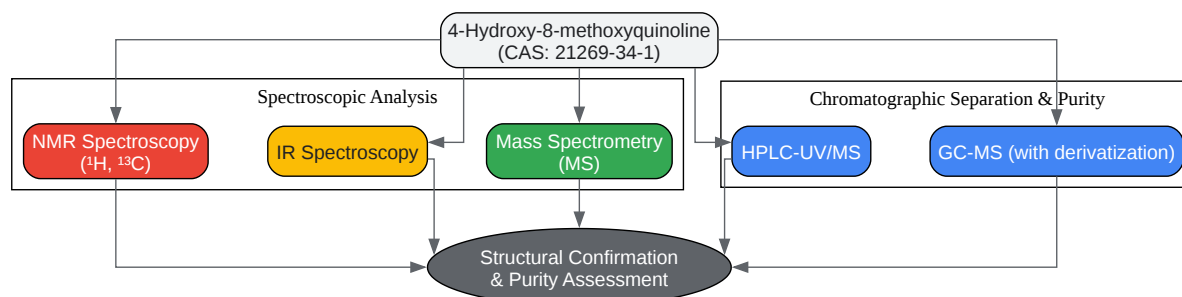 4-Hydroxy-8-methoxyquinoline
(CAS: 21269-34-1)
Spectroscopic Analysis
Chromatographic Separation & Purity
NMR Spectroscopy
(¹H, ¹³C)
IR Spectroscopy
Mass Spectrometry
(MS)
HPLC-UV/MS
GC-MS (with derivatization)
Structural Confirmation
& Purity Assessment